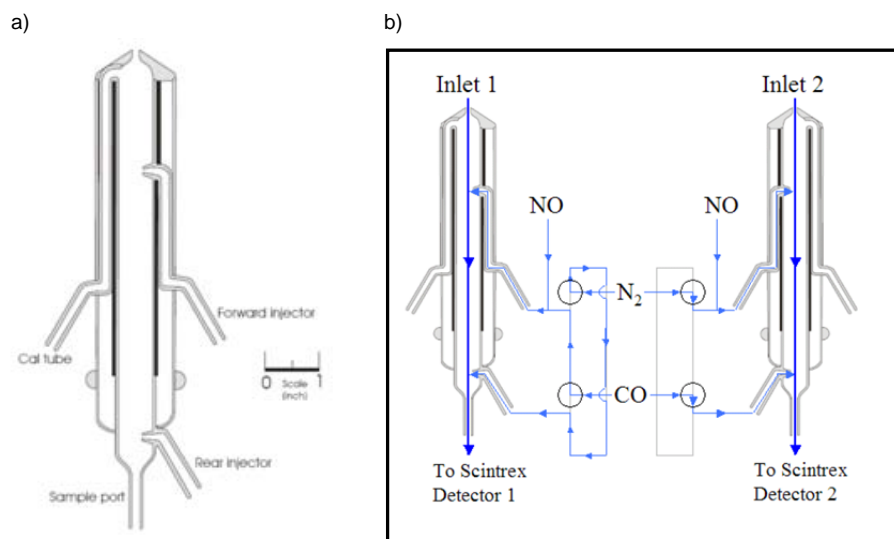 a)
Forward injector
Cal tube
0 Scale 1
(inch)
Rear injector
Sample port
b)
Inlet 1
Inlet 2
NO
NO
N2
CO
To Scintrex
Detector 1
To Scintrex
Detector 2